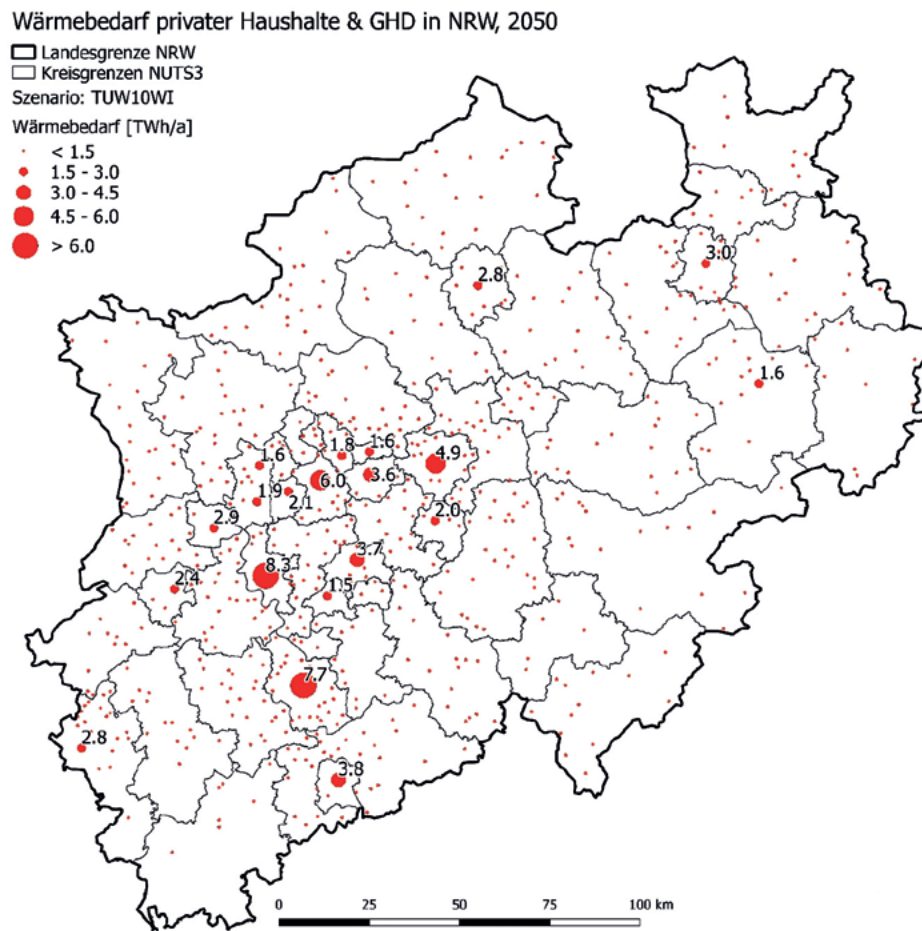 Wärmebedarf privater Haushalte & GHD in NRW, 2050
Landesgrenze NRW
Kreisgrenzen NUTS3
Szenario: TUW10WI
Wärmebedarf [TWh/a]
< 1.5
1.5 - 3.0
3.0 - 4.5
4.5 - 6.0
> 6.0
3.0
2.8
1.6
1.8
1.6
1.6
4.9
6.0
3.6
1.9
2.1
2.9
2.0
3.7
8.3
2.4
1.5
7.7
2.8
3.8
0 25 50 75 100 km